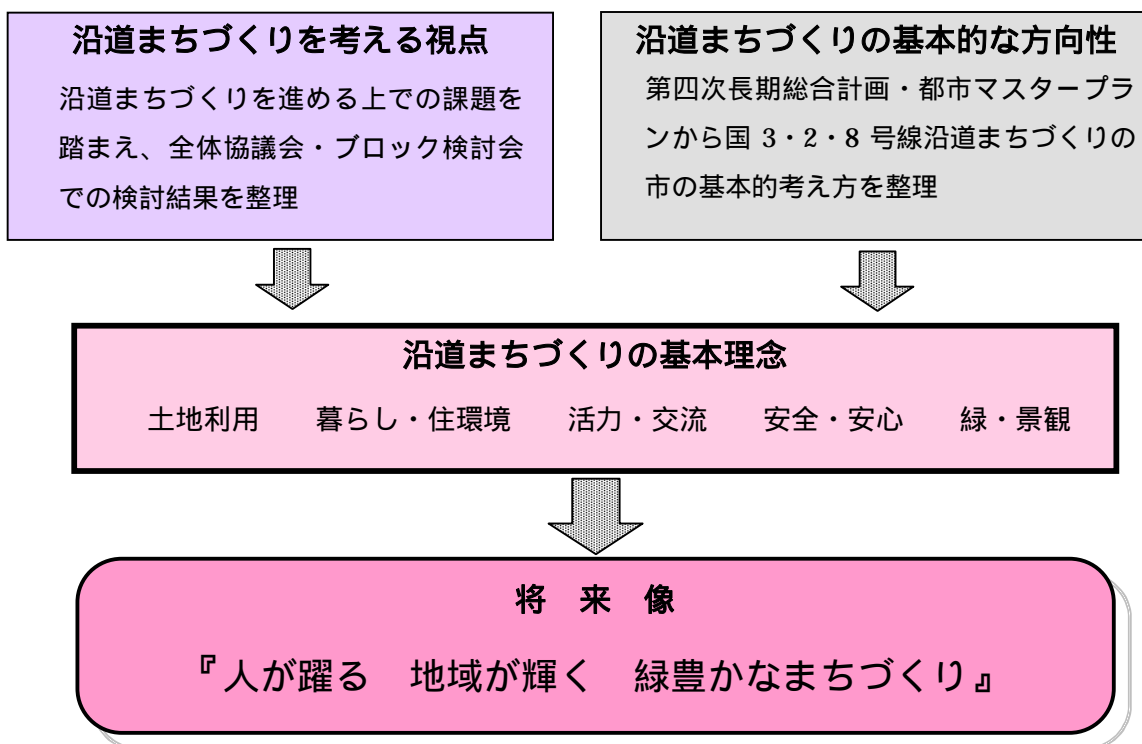 沿道まちづくりを考える視点
沿道まちづくりを進める上での課題を
踏まえ、全体協議会・ブロック検討会
での検討結果を整理
沿道まちづくりの基本的な方向性
第四次長期総合計画・都市マスタープラ
ンから国 3・2・8 号線沿道まちづくりの
市の基本的考え方を整理
沿道まちづくりの基本理念
土地利用　暮らし・住環境　活力・交流　安全・安心　緑・景観
将　来　像
『人が躍る　地域が輝く　緑豊かなまちづくり』